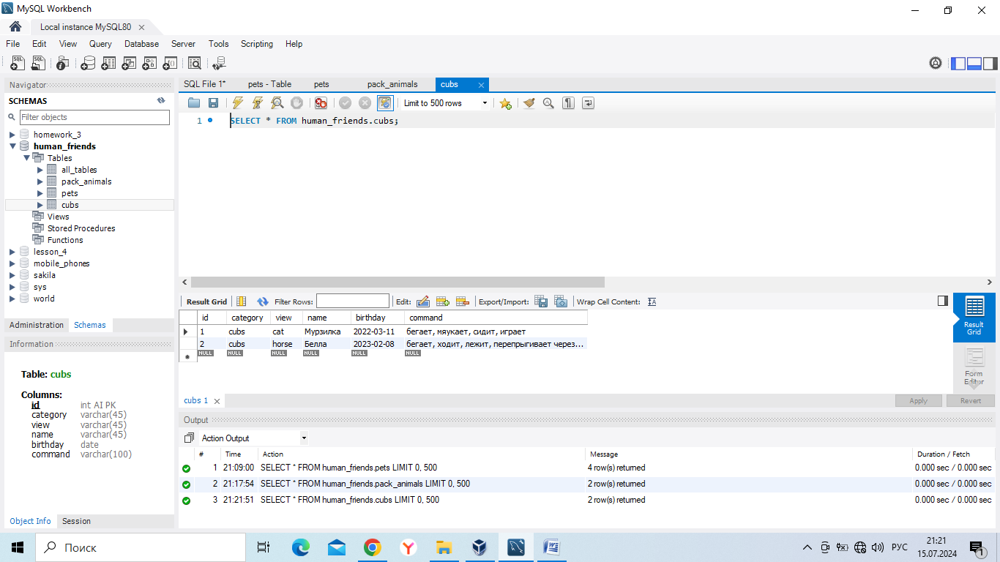 MySQL Workbench
Local instance MySQL80
File Edit View Query Database Server Tools Scripting Help
Navigator
SCHEMAS
Filter objects
homework_3
human_friends
Tables
all_tables
pack_animals
pets
cubs
Views
Stored Procedures
Functions
lesson_4
mobile_phones
sakila
sys
world
Administration Schemas
Information
Table: cubs
Columns:
id int AI PK
category varchar(45)
view varchar(45)
name varchar(45)
birthday date
command varchar(100)
Object Info Session
SQL File 1* pets - Table pets pack_animals cubs
Limit to 500 rows
1 SELECT * FROM human_friends.cubs;
Result Grid Filter Rows: Edit: Export/Import: Wrap Cell Content:
id category view name birthday command
1 cubs cat Мурзилка 2022-03-11 бегает, мяукает, сидит, играет
2 cubs horse Белла 2023-02-08 бегает, ходит, лежит, перепрыгивает через...
NULL NULL NULL NULL NULL NULL
Result Grid
Form Editor
cubs 1
Apply Revert
Output
Action Output
# Time Action Message Duration / Fetch
1 21:09:00 SELECT * FROM human_friends.pets LIMIT 0, 500 4 row(s) returned 0.000 sec / 0.000 sec
2 21:17:54 SELECT * FROM human_friends.pack_animals LIMIT 0, 500 2 row(s) returned 0.000 sec / 0.000 sec
3 21:21:51 SELECT * FROM human_friends.cubs LIMIT 0, 500 2 row(s) returned 0.000 sec / 0.000 sec
Поиск
РУС
21:21
15.07.2024
1